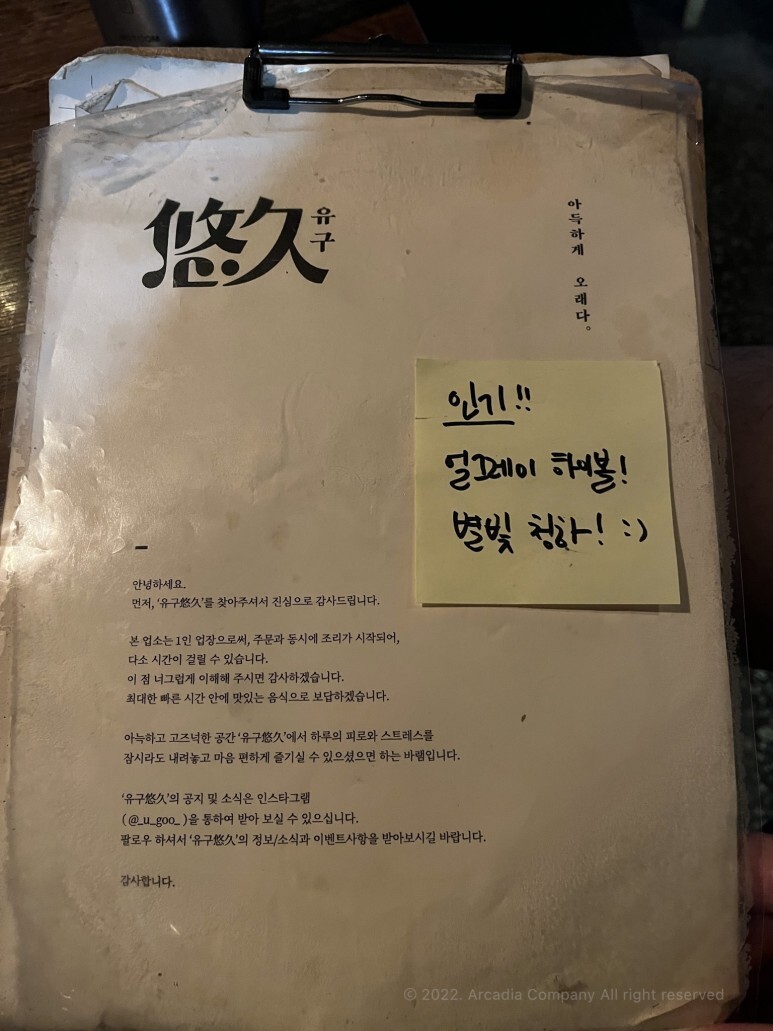 悠久
유구
아득하게 오래다。
인기!!
얼그레이 하이볼!
별빛 청하! :)
안녕하세요.
먼저, '유구悠久'를 찾아주셔서 진심으로 감사드립니다.
본 업소는 1인 업장으로써, 주문과 동시에 조리가 시작되어,
다소 시간이 걸릴 수 있습니다.
이 점 너그럽게 이해해 주시면 감사하겠습니다.
최대한 빠른 시간 안에 맛있는 음식으로 보답하겠습니다.
아늑하고 고즈넉한 공간 '유구悠久'에서 하루의 피로와 스트레스를
잠시라도 내려놓고 마음 편하게 즐기실 수 있으셨으면 하는 바램입니다.
'유구悠久'의 공지 및 소식은 인스타그램
(@_u_goo_)을 통하여 받아 보실 수 있으십니다.
팔로우 하셔서 '유구悠久'의 정보/소식과 이벤트사항을 받아보시길 바랍니다.
감사합니다.
© 2022. Arcadia Company All right reserved